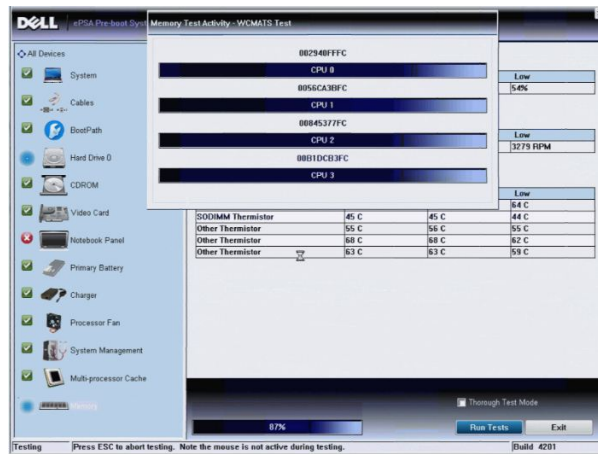 DELL
ePSA Pre-boot Syst
Memory Test Activity - WCMATS Test
002940FFFC
CPU 0
0056CA3BFC
CPU 1
00845377FC
CPU 2
00B1DCB3FC
CPU 3
All Devices
System
Cables
BootPath
Hard Drive 0
CDROM
Video Card
Notebook Panel
Primary Battery
Charger
Processor Fan
System Management
Multi-processor Cache
Low
54%
Low
3279 RPM
Low
64 C
SODIMM Thermistor 45 C 45 C 44 C
Other Thermistor 55 C 56 C 55 C
Other Thermistor 68 C 68 C 62 C
Other Thermistor 63 C 63 C 59 C
Thorough Test Mode
87%
Run Tests
Exit
Testing Press ESC to abort testing. Note the mouse is not active during testing. Build 4201